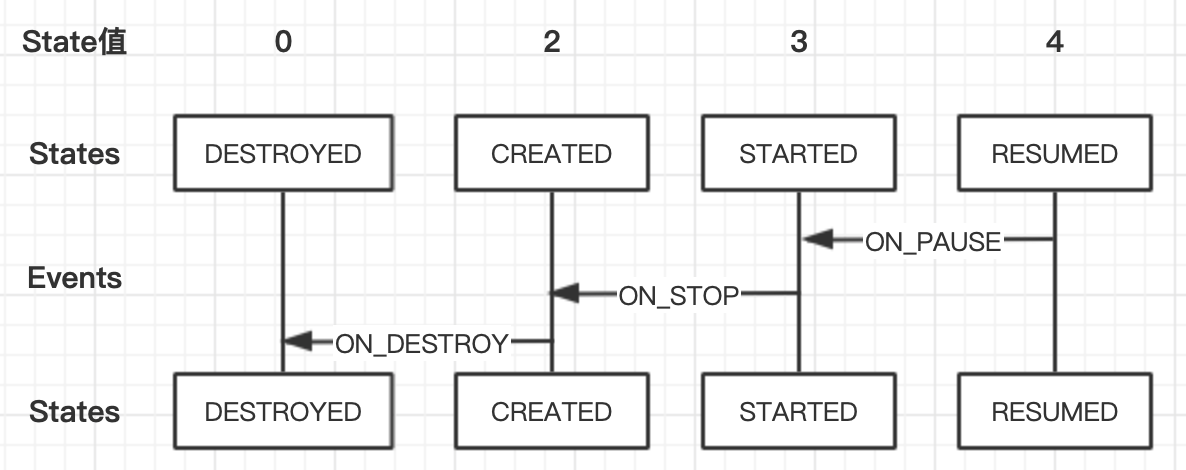 State值 0 2 3 4
States DESTROYED CREATED STARTED RESUMED
ON_PAUSE
Events
ON_STOP
ON_DESTROY
States DESTROYED CREATED STARTED RESUMED